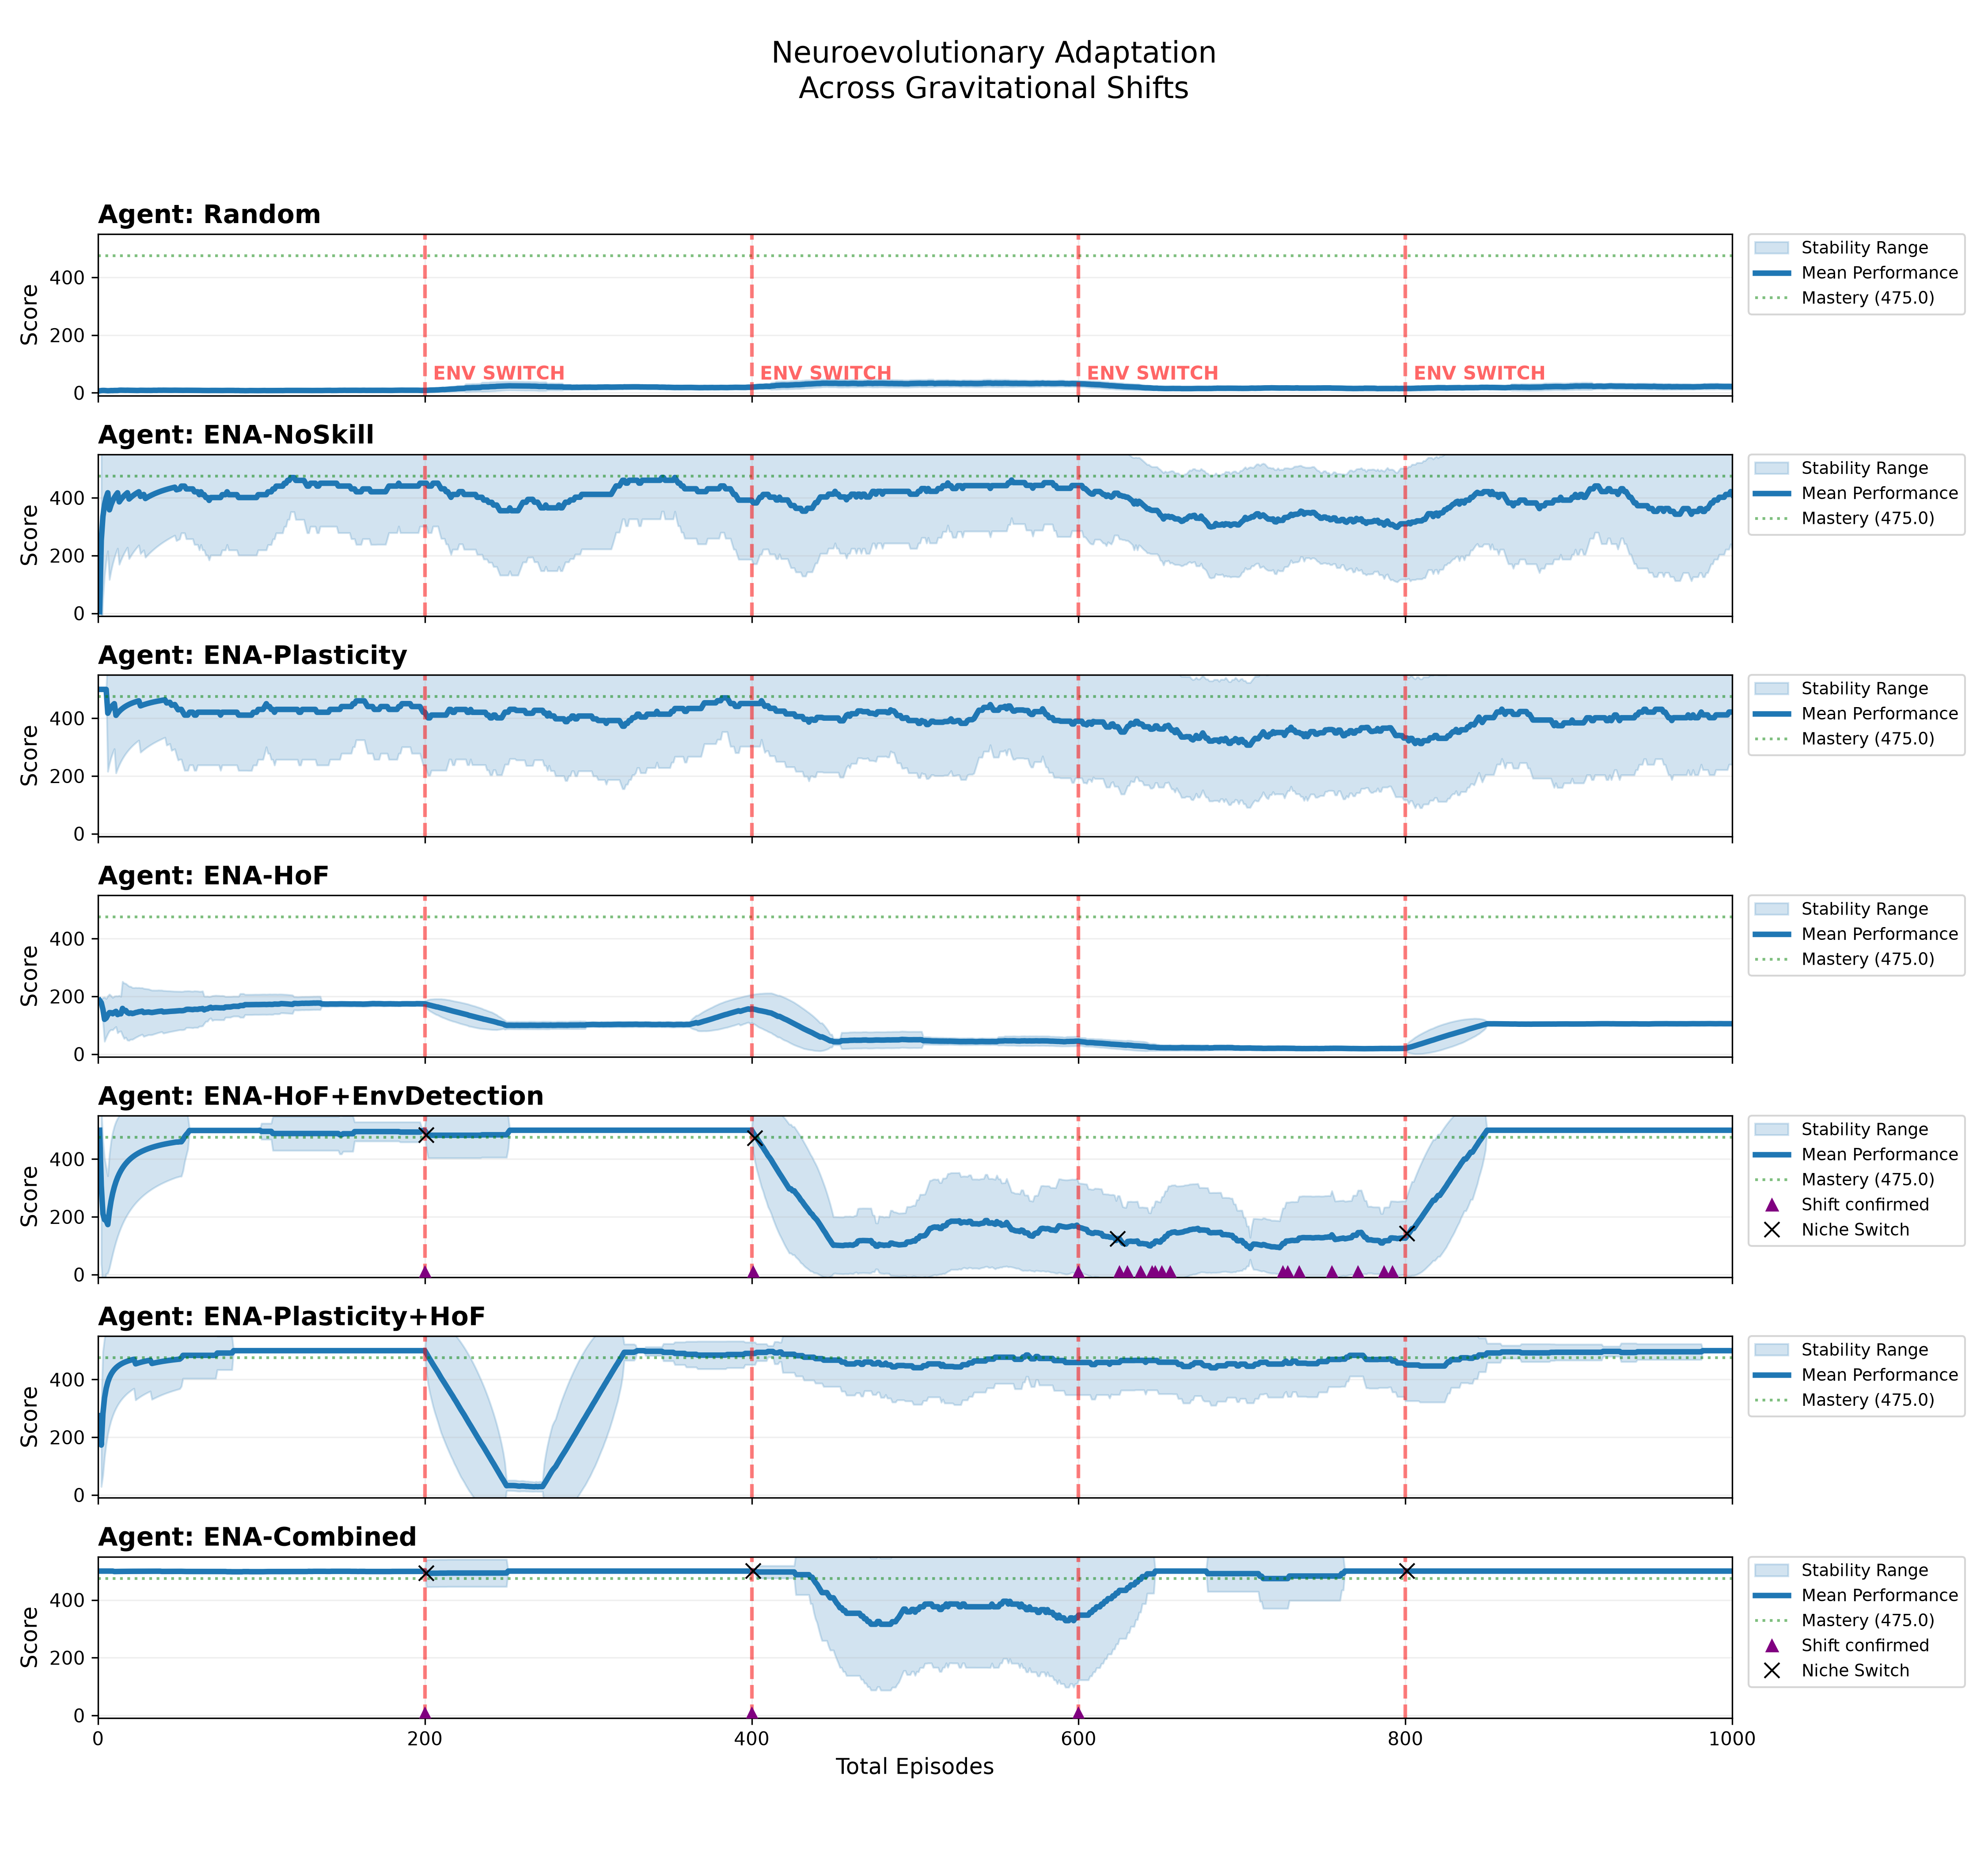 Neuroevolutionary Adaptation
Across Gravitational Shifts
Agent: Random
Score
400
200
0
ENV SWITCH
ENV SWITCH
ENV SWITCH
ENV SWITCH
Stability Range
Mean Performance
Mastery (475.0)
Agent: ENA-NoSkill
Score
400
200
0
Stability Range
Mean Performance
Mastery (475.0)
Agent: ENA-Plasticity
Score
400
200
0
Stability Range
Mean Performance
Mastery (475.0)
Agent: ENA-HoF
Score
400
200
0
Stability Range
Mean Performance
Mastery (475.0)
Agent: ENA-HoF+EnvDetection
Score
400
200
0
Stability Range
Mean Performance
Mastery (475.0)
Shift confirmed
Niche Switch
Agent: ENA-Plasticity+HoF
Score
400
200
0
Stability Range
Mean Performance
Mastery (475.0)
Agent: ENA-Combined
Score
400
200
0
Stability Range
Mean Performance
Mastery (475.0)
Shift confirmed
Niche Switch
0 200 400 600 800 1000
Total Episodes